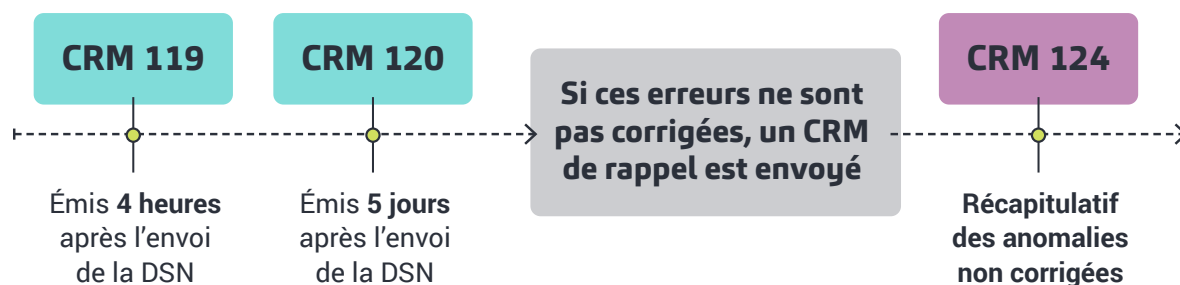 CRM 119
CRM 120
CRM 124
Si ces erreurs ne sont
pas corrigées, un CRM
de rappel est envoyé
Émis 4 heures
après l’envoi
de la DSN
Émis 5 jours
après l’envoi
de la DSN
Récapitulatif
des anomalies
non corrigées